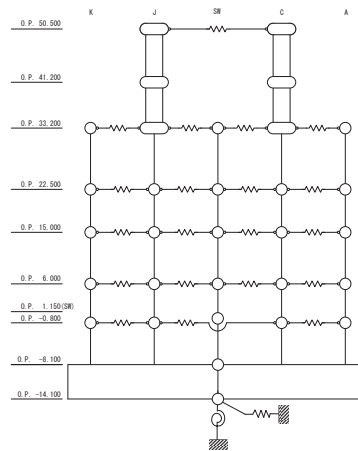 K J SW C A
O.P. 50.500
O.P. 41.200
O.P. 33.200
O.P. 22.500
O.P. 15.000
O.P. 6.000
O.P. 1.150(SW)
O.P. -0.800
O.P. -8.100
O.P. -14.100